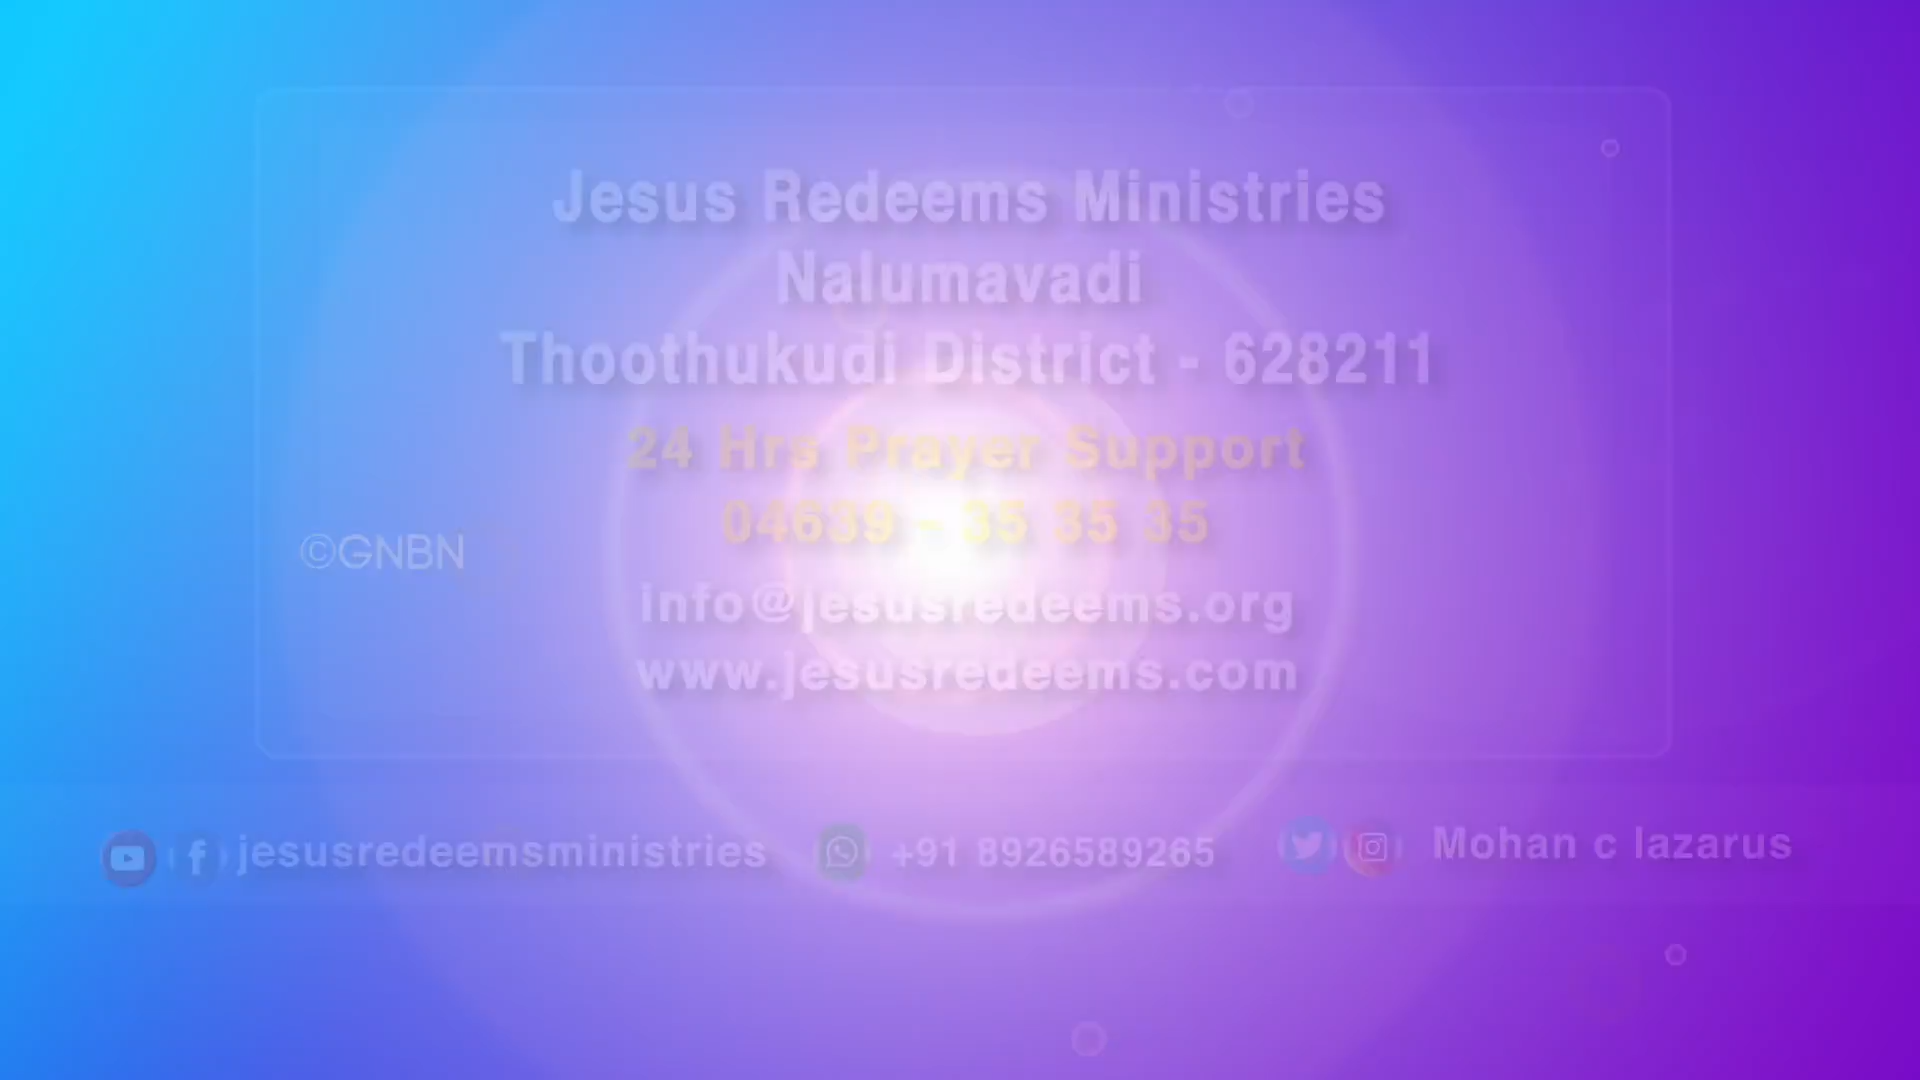 Jesus Redeems Ministries
Nalumavadi
Thoothukudi District - 628211
24 Hrs Prayer Support
04639 - 35 35 35
©GNBN
info@jesusredeems.org
www.jesusredeems.com
jesusredeemsministries +91 8926589265 Mohan c lazarus